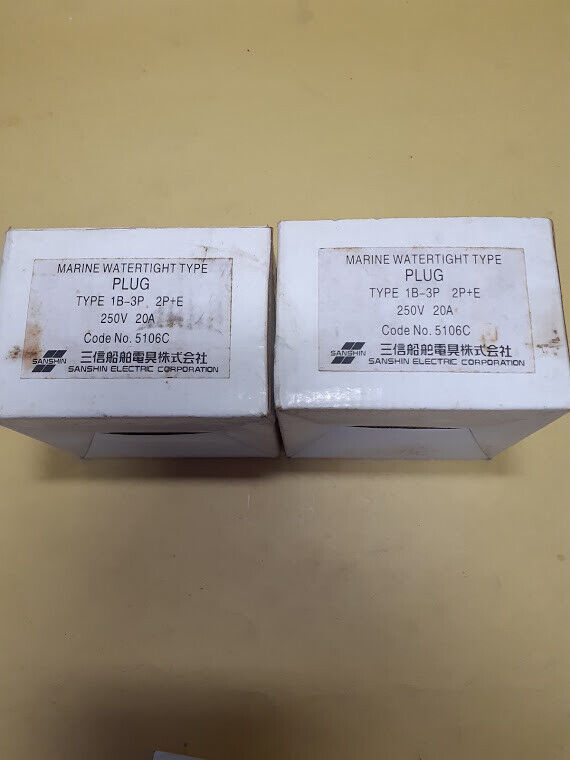 MARINE WATERTIGHT TYPE
PLUG
TYPE 1B-3P, 2P+E
250V 20A
Code No. 5106C
SANSHIN 三信船舶電具株式会社
SANSHIN ELECTRIC CORPORATION
MARINE WATERTIGHT TYPE
PLUG
TYPE 1B-3P 2P+E
250V 20A
Code No. 5106C
SANSHIN 三信船舶電具株式会社
SANSHIN ELECTRIC CORPORATION